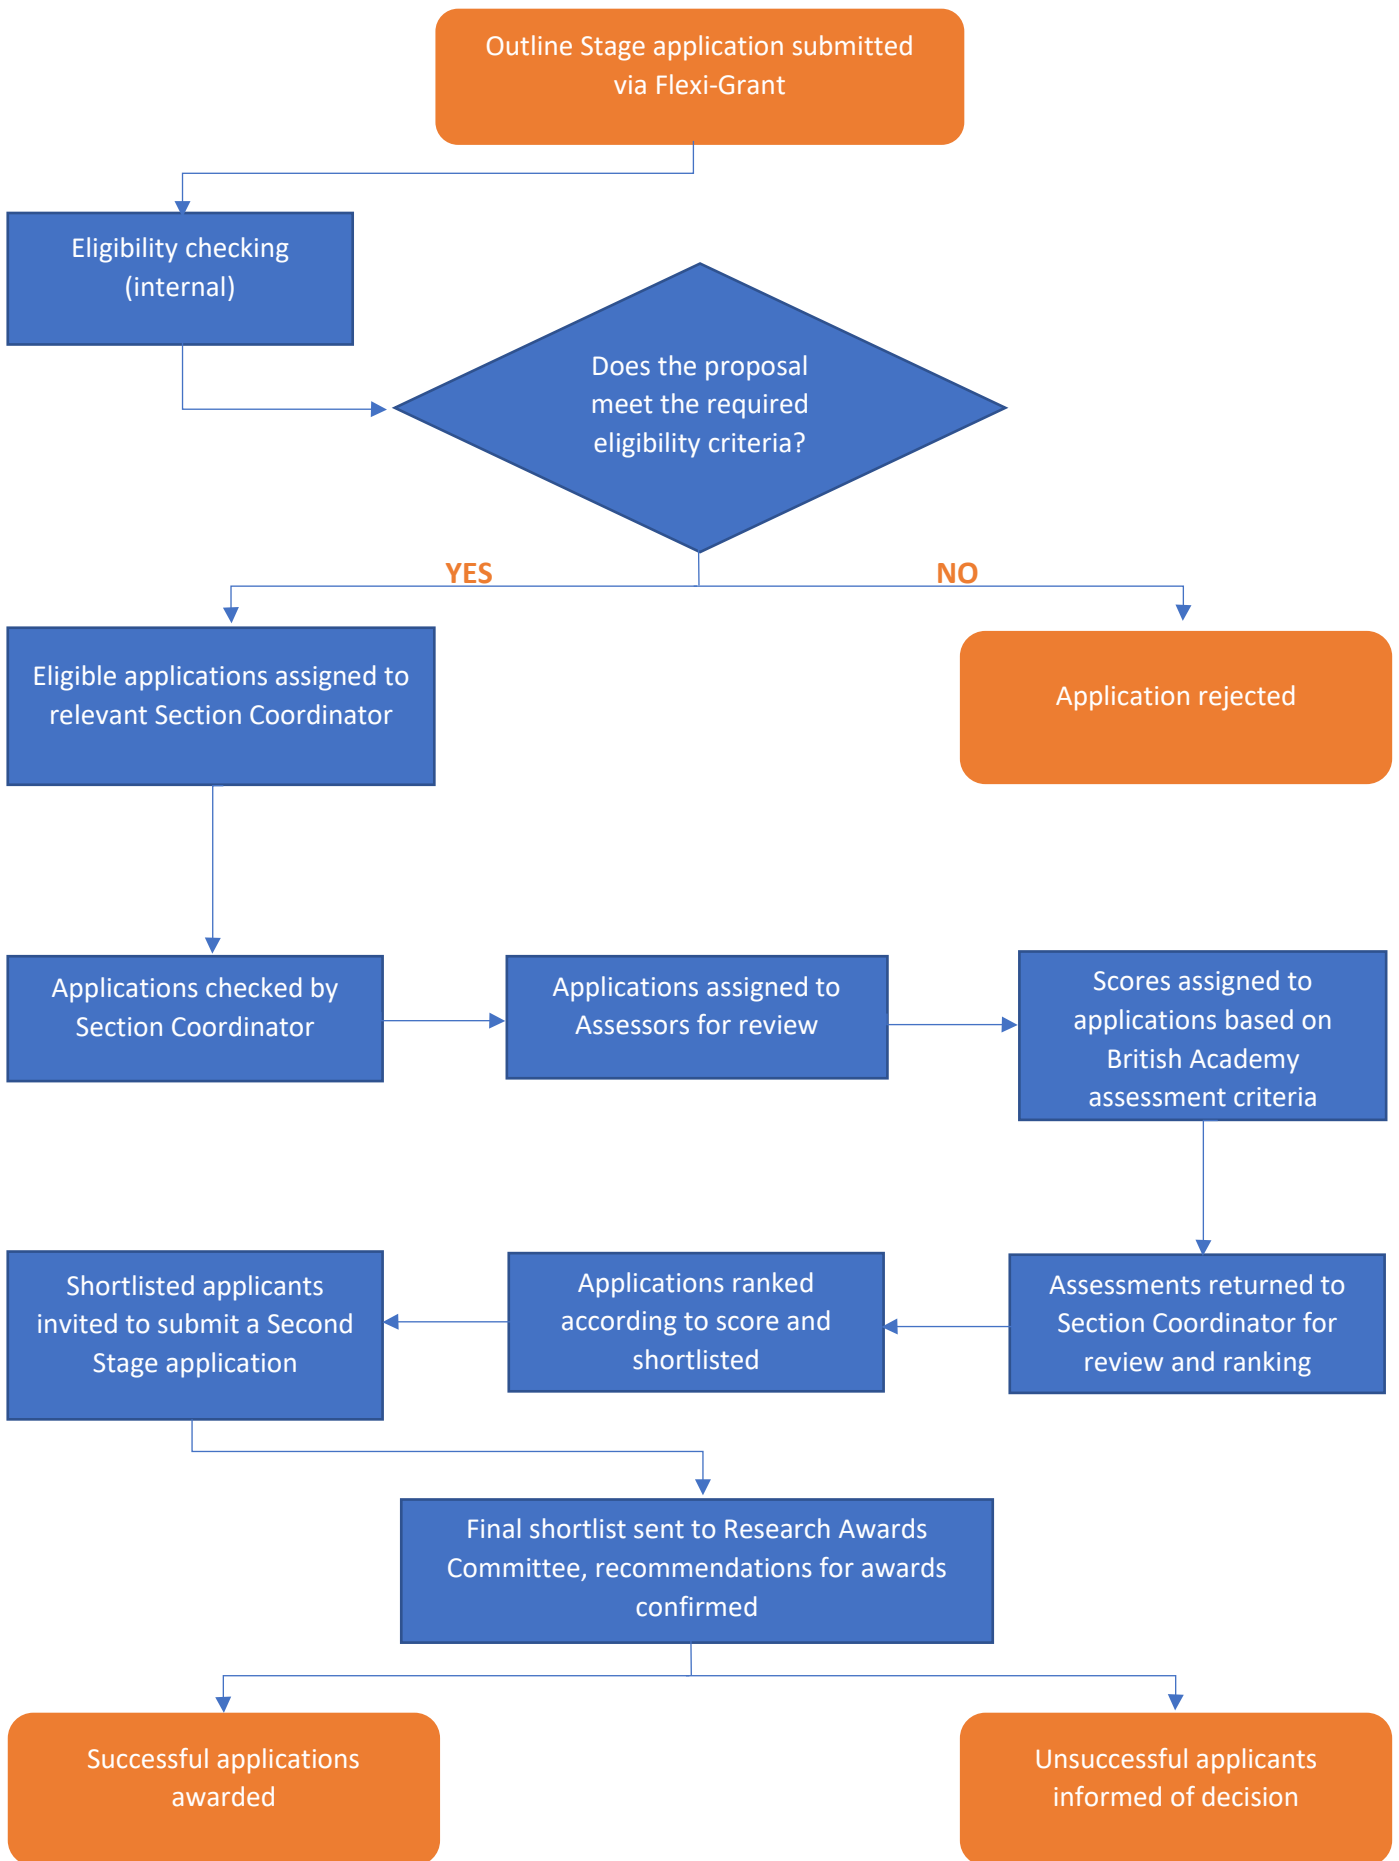 Outline Stage application submitted
via Flexi-Grant
Eligibility checking
(internal)
Does the proposal
meet the required
eligibility criteria?
YES
NO
Eligible applications assigned to
relevant Section Coordinator
Application rejected
Applications checked by
Section Coordinator
Applications assigned to
Assessors for review
Scores assigned to
applications based on
British Academy
assessment criteria
Shortlisted applicants
invited to submit a Second
Stage application
Applications ranked
according to score and
shortlisted
Assessments returned to
Section Coordinator for
review and ranking
Final shortlist sent to Research Awards
Committee, recommendations for awards
confirmed
Successful applications
awarded
Unsuccessful applicants
informed of decision